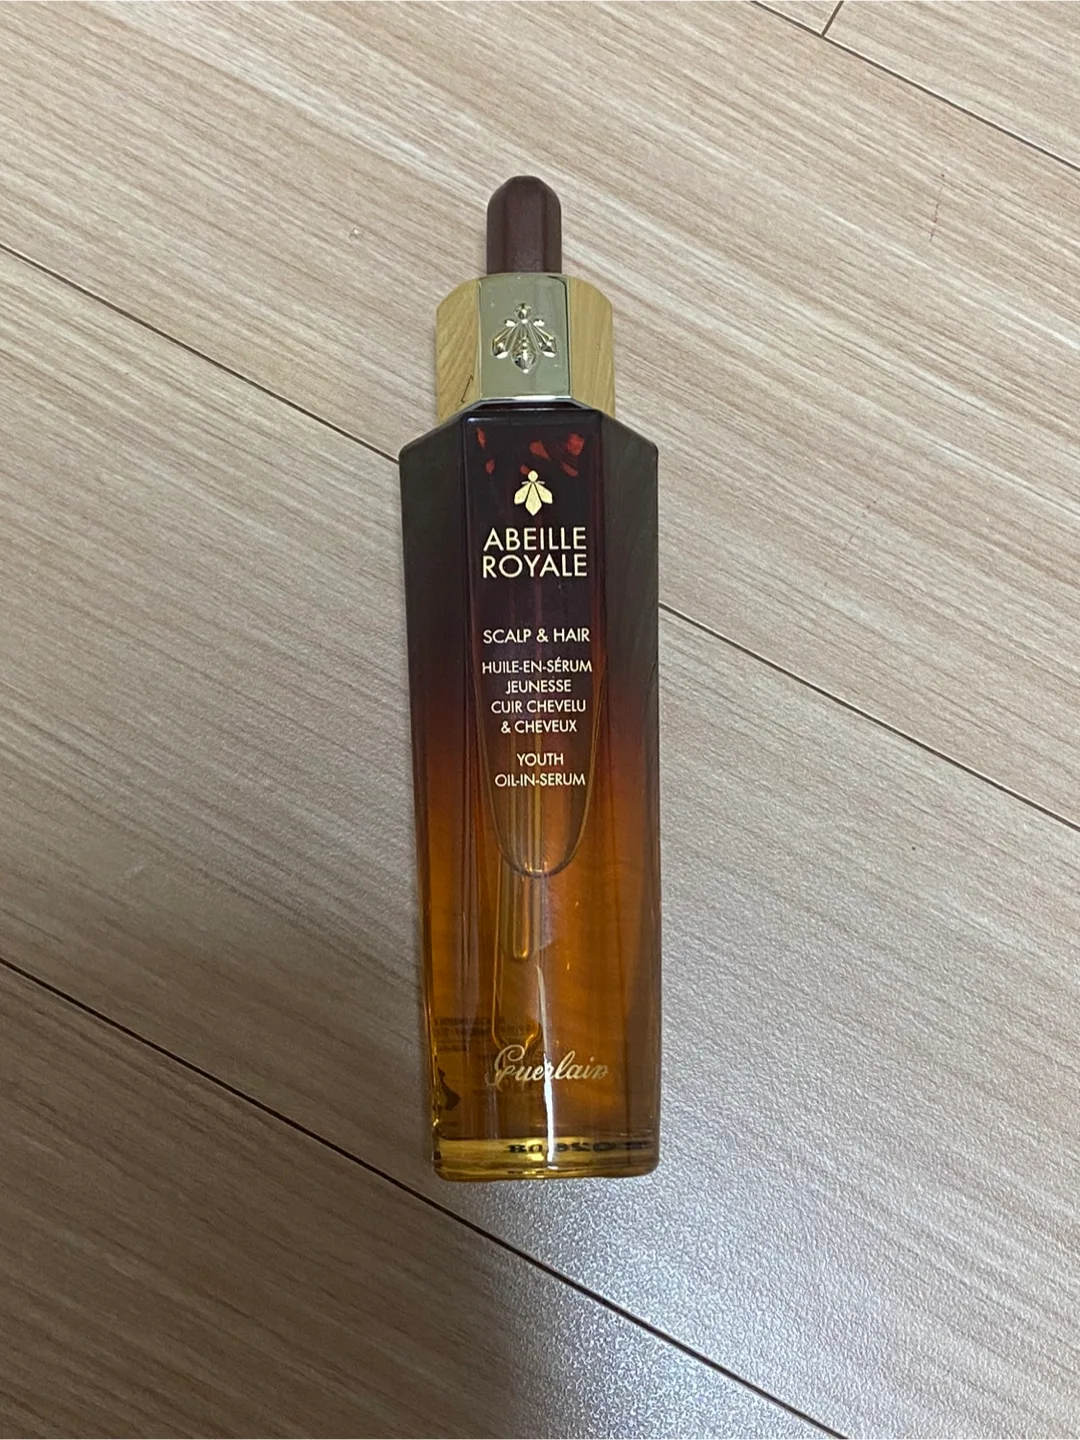 ABEILLE
ROYALE
SCALP & HAIR
HUILE-EN-SÉRUM
JEUNESSE
CUIR CHEVELU
& CHEVEUX
YOUTH
OIL-IN-SERUM
Guerlain